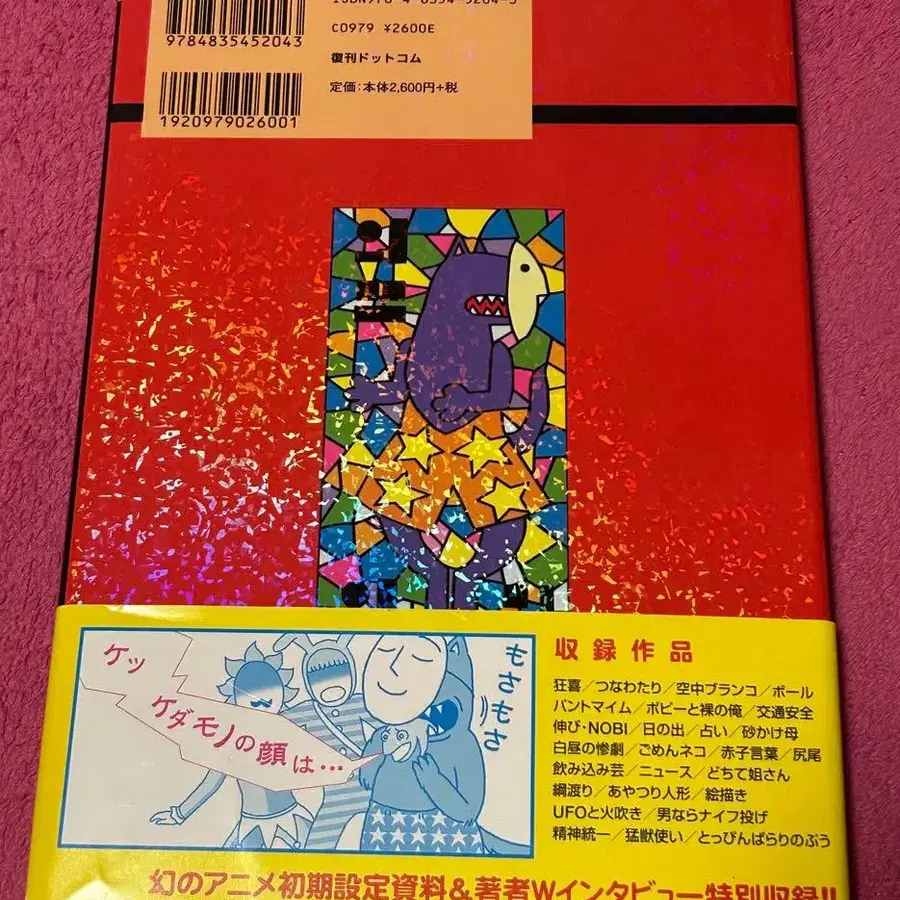 9784835452043
C0979 ¥2600E
復刊ドットコム
定価:本体2,600円+税
1920979026001
ケッ
ケダモノの顔は…
もさもさ
収録作品
狂喜/つなわたり/空中ブランコ/ボール
パントマイム/ポピーと裸の俺/交通安全
伸び・NOBI/日の出/占い/砂かけ母
白昼の惨劇/ごめんネコ/赤子言葉/尻尾
飲み込み芸/ニュース/どちて姐さん
綱渡り/あやつり人形/絵描き
UFOと火吹き/男ならナイフ投げ
精神統一/猛獣使い/とっぴんぱらりのぷう
幻のアニメ初期設定資料&著者Wインタビュー特別収録!!